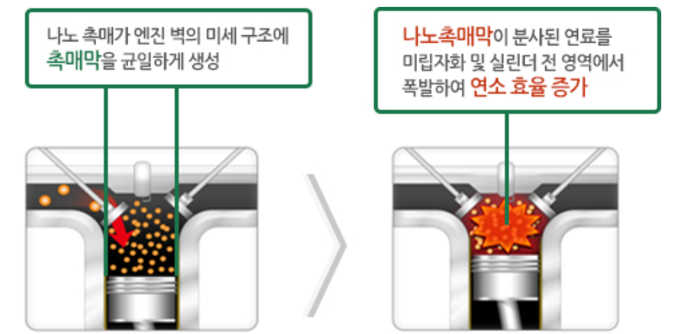 나노 촉매가 엔진 벽의 미세 구조에
촉매막을 균일하게 생성
나노촉매막이 분사된 연료를
미립자화 및 실린더 전 영역에서
폭발하여 연소 효율 증가